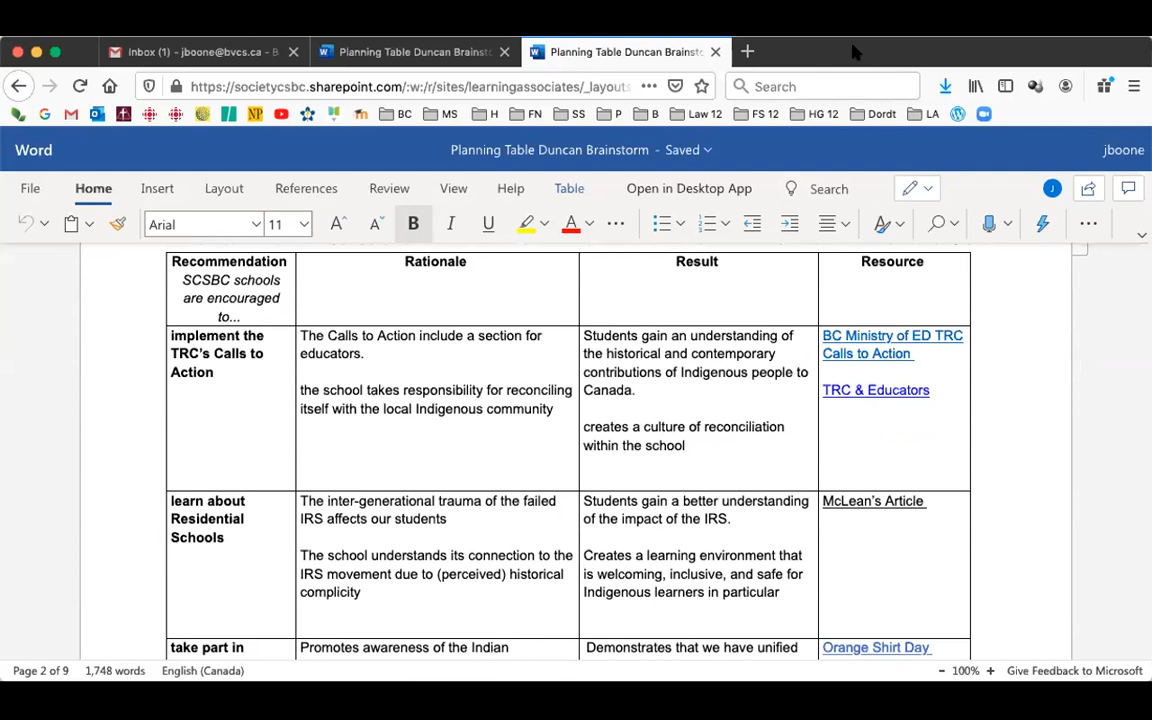 Inbox (1) - jboone@bvcs.ca - B
Planning Table Duncan Brainst
Planning Table Duncan Brainst
https://societycsbc.sharepoint.com/:w:/r/sites/learningassociates/_layouts
Search
BC
MS
H
FN
SS
P
B
Law 12
FS 12
HG 12
Dordt
LA
Word
Planning Table Duncan Brainstorm - Saved
jboone
File
Home
Insert
Layout
References
Review
View
Help
Table
Open in Desktop App
Search
J
Arial
11
B
I
U
Recommendation
SCSBC schools
are encouraged
to...
Rationale
Result
Resource
implement the
TRC's Calls to
Action
The Calls to Action include a section for
educators.
the school takes responsibility for reconciling
itself with the local Indigenous community
Students gain an understanding of
the historical and contemporary
contributions of Indigenous people to
Canada.
creates a culture of reconciliation
within the school
BC Ministry of ED TRC
Calls to Action
TRC & Educators
learn about
Residential
Schools
The inter-generational trauma of the failed
IRS affects our students
The school understands its connection to the
IRS movement due to (perceived) historical
complicity
Students gain a better understanding
of the impact of the IRS.
Creates a learning environment that
is welcoming, inclusive, and safe for
Indigenous learners in particular
McLean's Article
take part in
Promotes awareness of the Indian
Demonstrates that we have unified
Orange Shirt Day
Page 2 of 9
1,748 words
English (Canada)
- 100% +
Give Feedback to Microsoft